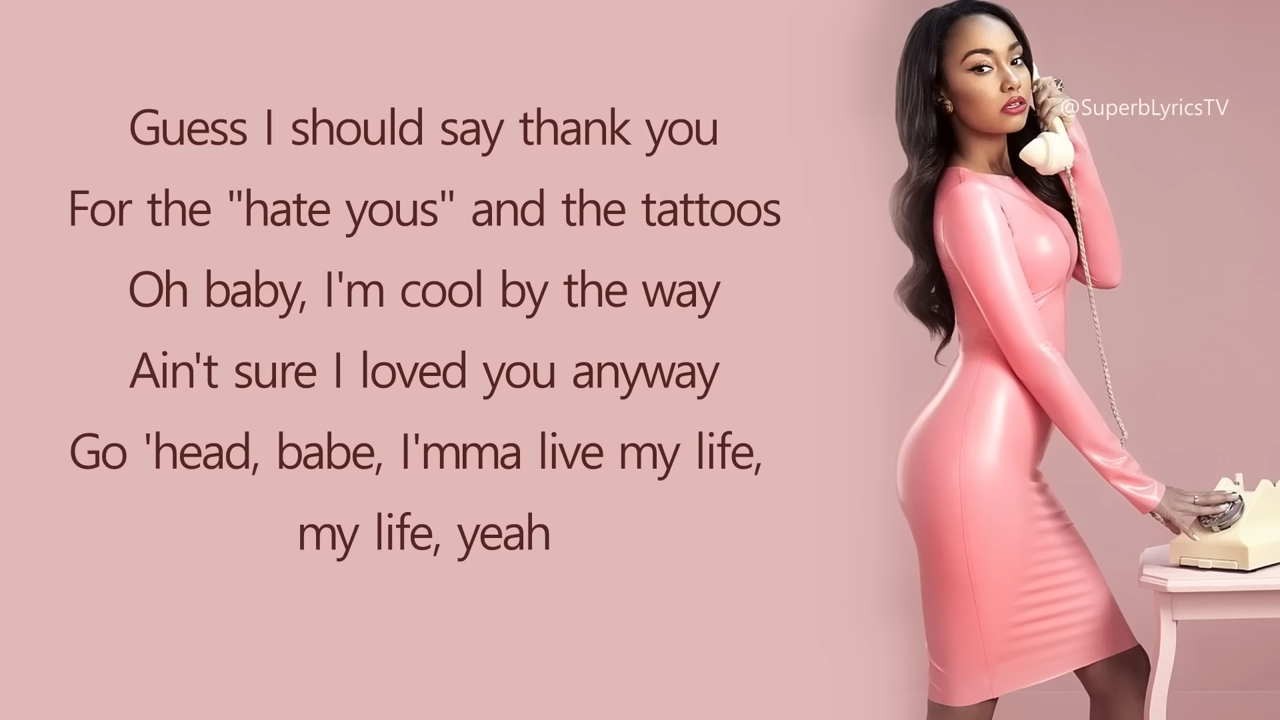 Guess I should say thank you
For the "hate yous" and the tattoos
Oh baby, I'm cool by the way
Ain't sure I loved you anyway
Go 'head, babe, I'mma live my life,
my life, yeah
@SuperbLyricsTV